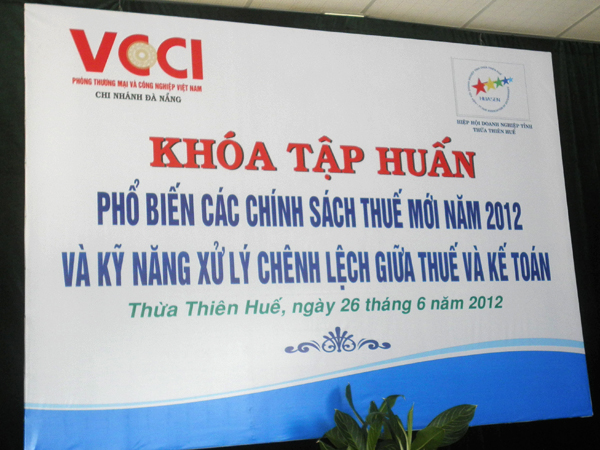 VCCI
PHÒNG THƯƠNG MẠI VÀ CÔNG NGHIỆP VIỆT NAM
CHI NHÁNH ĐÀ NẴNG
HIỆP HỘI DOANH NGHIỆP TỈNH
THỪA THIÊN HUẾ
KHÓA TẬP HUẤN
PHỔ BIẾN CÁC CHÍNH SÁCH THUẾ MỚI NĂM 2012
VÀ KỸ NĂNG XỬ LÝ CHÊNH LỆCH GIỮA THUẾ VÀ KẾ TOÁN
Thừa Thiên Huế, ngày 26 tháng 6 năm 2012